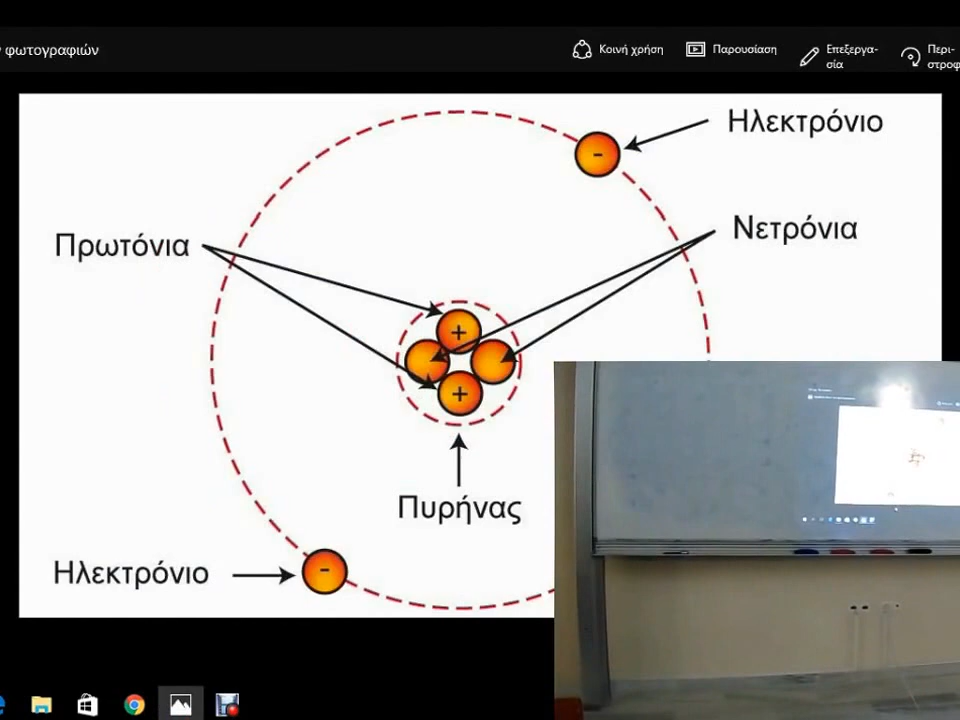 φωτογραφιών
Κοινή χρήση
Παρουσίαση
Επεξεργα-
σία
Περι-
στροφ
Ηλεκτρόνιο
-
Πρωτόνια
Νετρόνια
+
+
Πυρήνας
Ηλεκτρόνιο
-